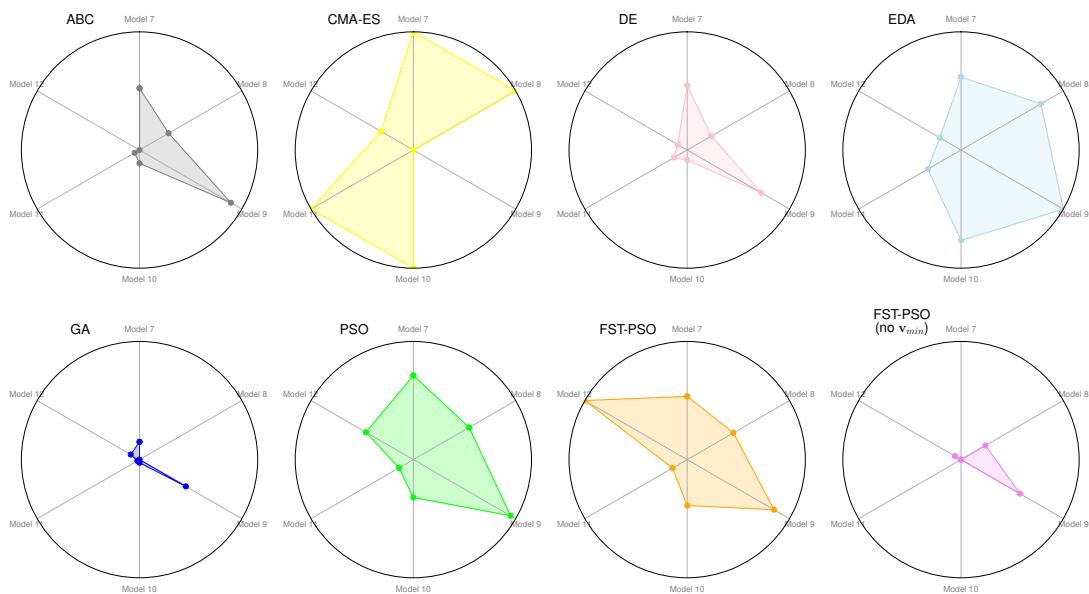 ABC
Model 7
Model 8
Model 9
Model 10
Model 11
Model 12
CMA-ES
Model 7
Model 8
Model 9
Model 10
Model 11
Model 12
DE
Model 7
Model 8
Model 9
Model 10
Model 11
Model 12
EDA
Model 7
Model 8
Model 9
Model 10
Model 11
Model 12
GA
Model 7
Model 8
Model 9
Model 10
Model 11
Model 12
PSO
Model 7
Model 8
Model 9
Model 10
Model 11
Model 12
FST-PSO
Model 7
Model 8
Model 9
Model 10
Model 11
Model 12
FST-PSO
(no v_min)
Model 7
Model 8
Model 9
Model 10
Model 11
Model 12